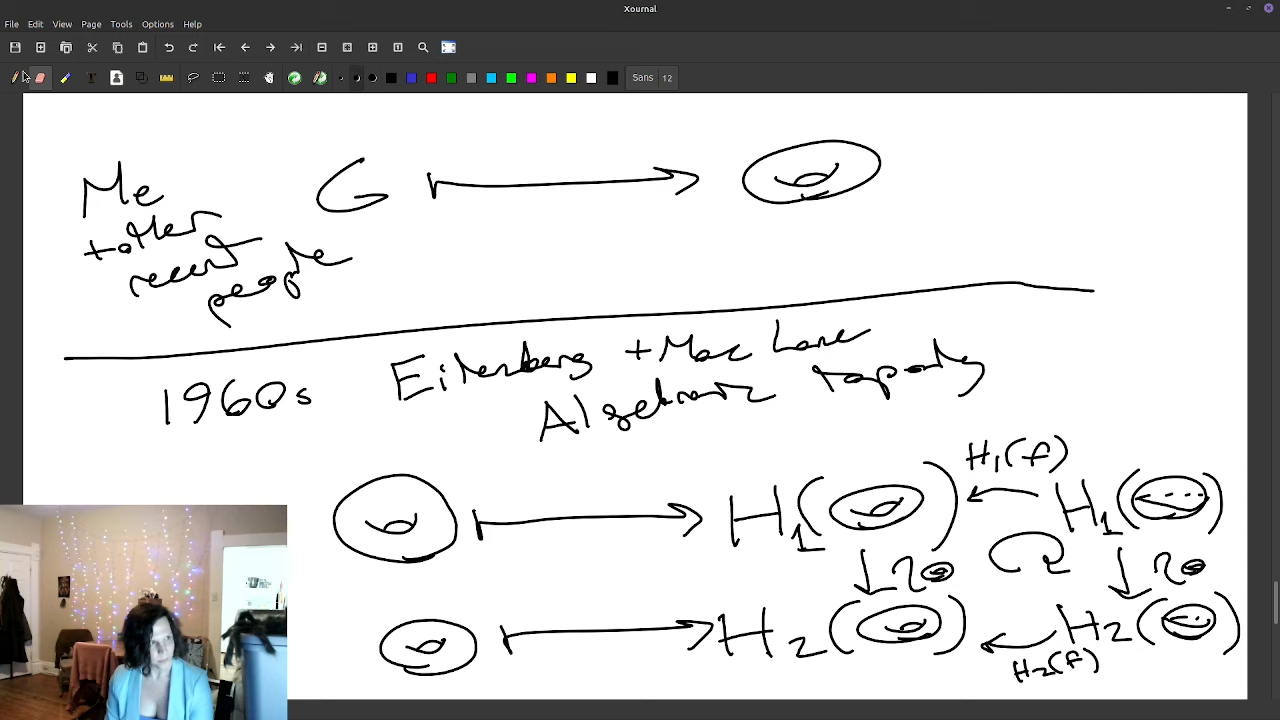 Xournal
File Edit View Page Tools Options Help
Sans 12
Me
+ other
recent
people
G
1960s Eilenberg + Mac Lane
Algebraic topology
H₁(f)
H₁( ) H₁( )
η η
H₂( ) H₂( )
H₂(f)